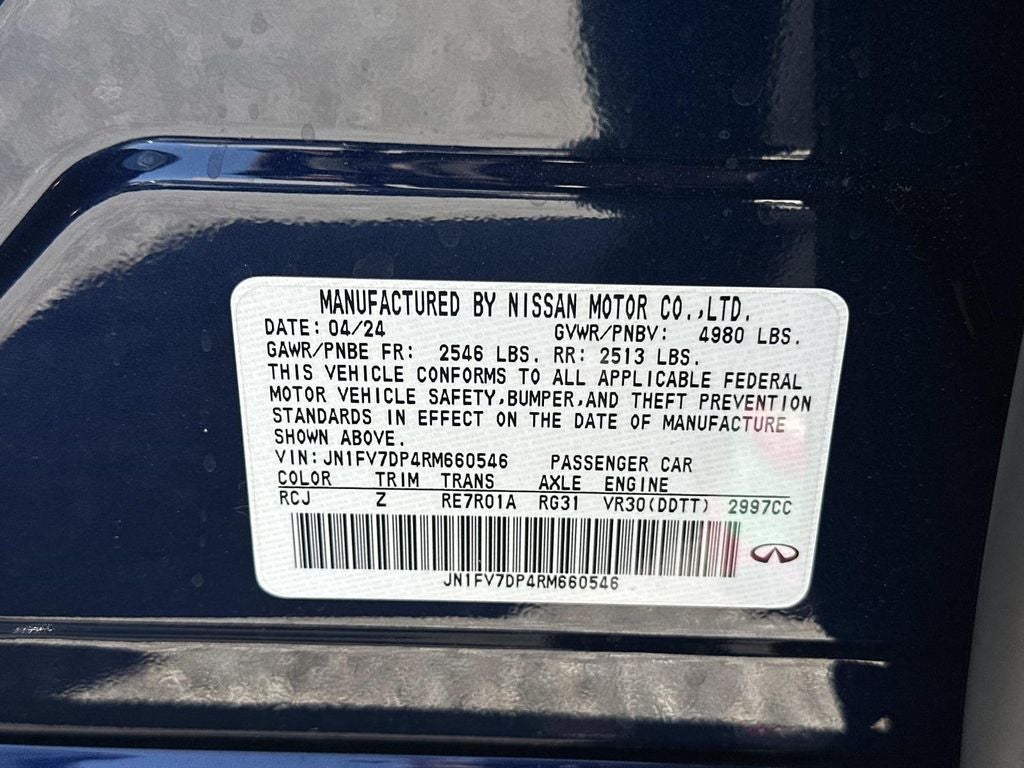 MANUFACTURED BY NISSAN MOTOR CO.,LTD.
DATE: 04/24 GVWR/PNBV: 4980 LBS.
GAWR/PNBE FR: 2546 LBS. RR: 2513 LBS.
THIS VEHICLE CONFORMS TO ALL APPLICABLE FEDERAL
MOTOR VEHICLE SAFETY,BUMPER,AND THEFT PREVENTION
STANDARDS IN EFFECT ON THE DATE OF MANUFACTURE
SHOWN ABOVE.
VIN:JN1FV7DP4RM660546 PASSENGER CAR
COLOR TRIM TRANS AXLE ENGINE
RCJ Z RE7R01A RG31 VR30(DDTT) 2997CC
JN1FV7DP4RM660546